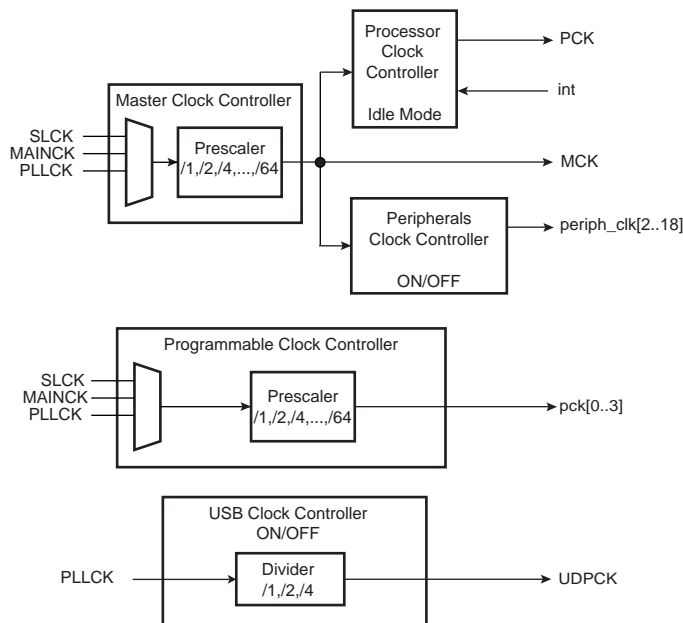 Processor
Clock
Controller
Idle Mode
PCK
int
Master Clock Controller
SLCK
MAINCK
PLLCK
Prescaler
/1,/2,/4,...,/64
MCK
Peripherals
Clock Controller
ON/OFF
periph_clk[2..18]
Programmable Clock Controller
SLCK
MAINCK
PLLCK
Prescaler
/1,/2,/4,...,/64
pck[0..3]
USB Clock Controller
ON/OFF
PLLCK
Divider
/1,/2,/4
UDPCK